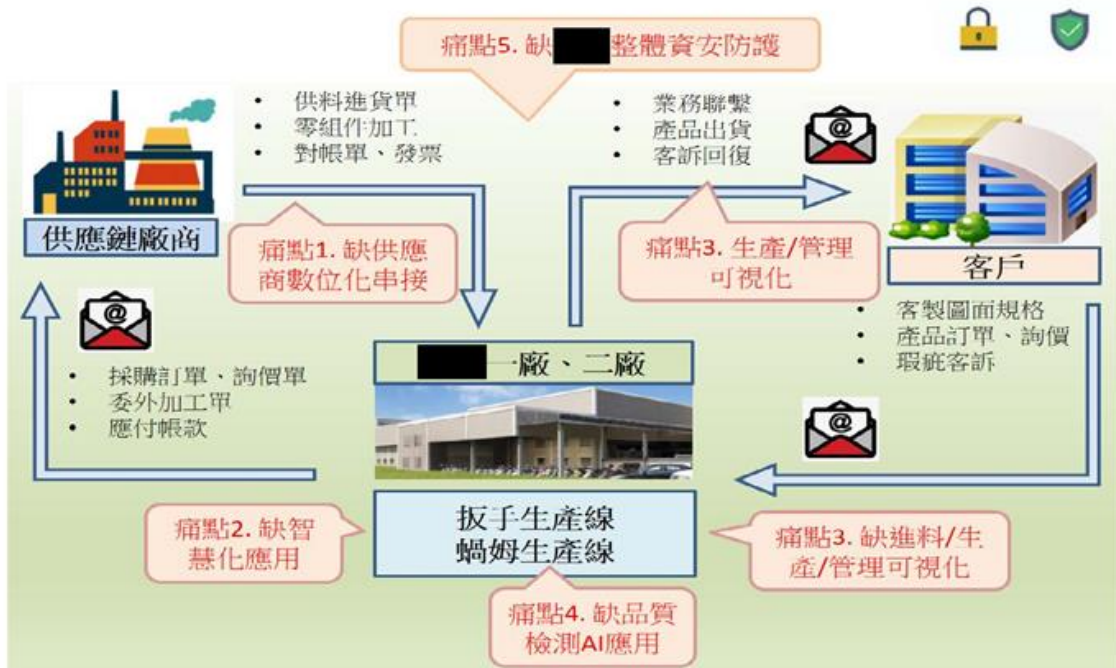 痛點5. 缺 整體資安防護
• 供料進貨單
• 零組件加工
• 對帳單、發票
• 業務聯繫
• 產品出貨
• 客訴回復
@
供應鏈廠商
痛點1. 缺供應
商數位化串接
痛點3. 生產/管理
可視化
客戶
@
• 採購訂單、詢價單
• 委外加工單
• 應付帳款
一廠、二廠
• 客製圖面規格
• 產品訂單、詢價
• 瑕疵客訴
@
痛點2. 缺智
慧化應用
扳手生產線
蝸姆生產線
痛點3. 缺進料/生
產/管理可視化
痛點4. 缺品質
檢測AI應用